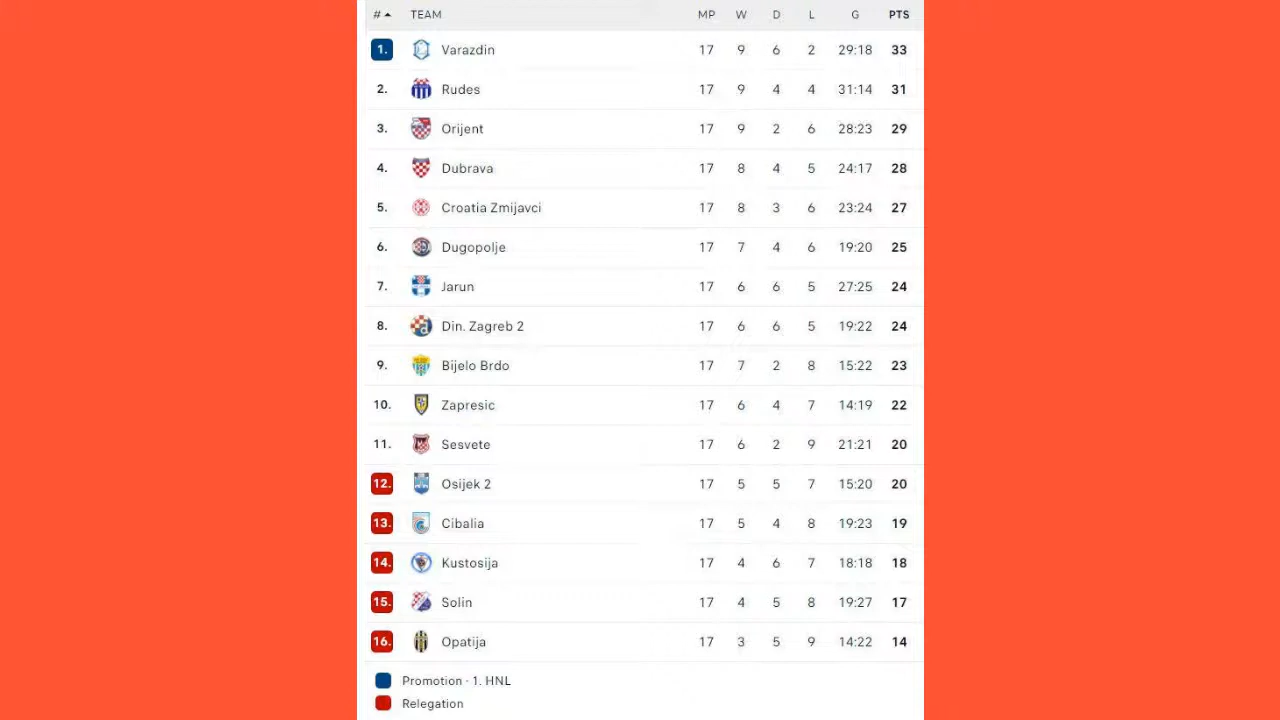 # TEAM MP W D L G PTS
1. Varazdin 17 9 6 2 29:18 33
2. Rudes 17 9 4 4 31:14 31
3. Orijent 17 9 2 6 28:23 29
4. Dubrava 17 8 4 5 24:17 28
5. Croatia Zmijavci 17 8 3 6 23:24 27
6. Dugopolje 17 7 4 6 19:20 25
7. Jarun 17 6 6 5 27:25 24
8. Din. Zagreb 2 17 6 6 5 19:22 24
9. Bijelo Brdo 17 7 2 8 15:22 23
10. Zapresic 17 6 4 7 14:19 22
11. Sesvete 17 6 2 9 21:21 20
12. Osijek 2 17 5 5 7 15:20 20
13. Cibalia 17 5 4 8 19:23 19
14. Kustosija 17 4 6 7 18:18 18
15. Solin 17 4 5 8 19:27 17
16. Opatija 17 3 5 9 14:22 14
Promotion · 1. HNL
Relegation